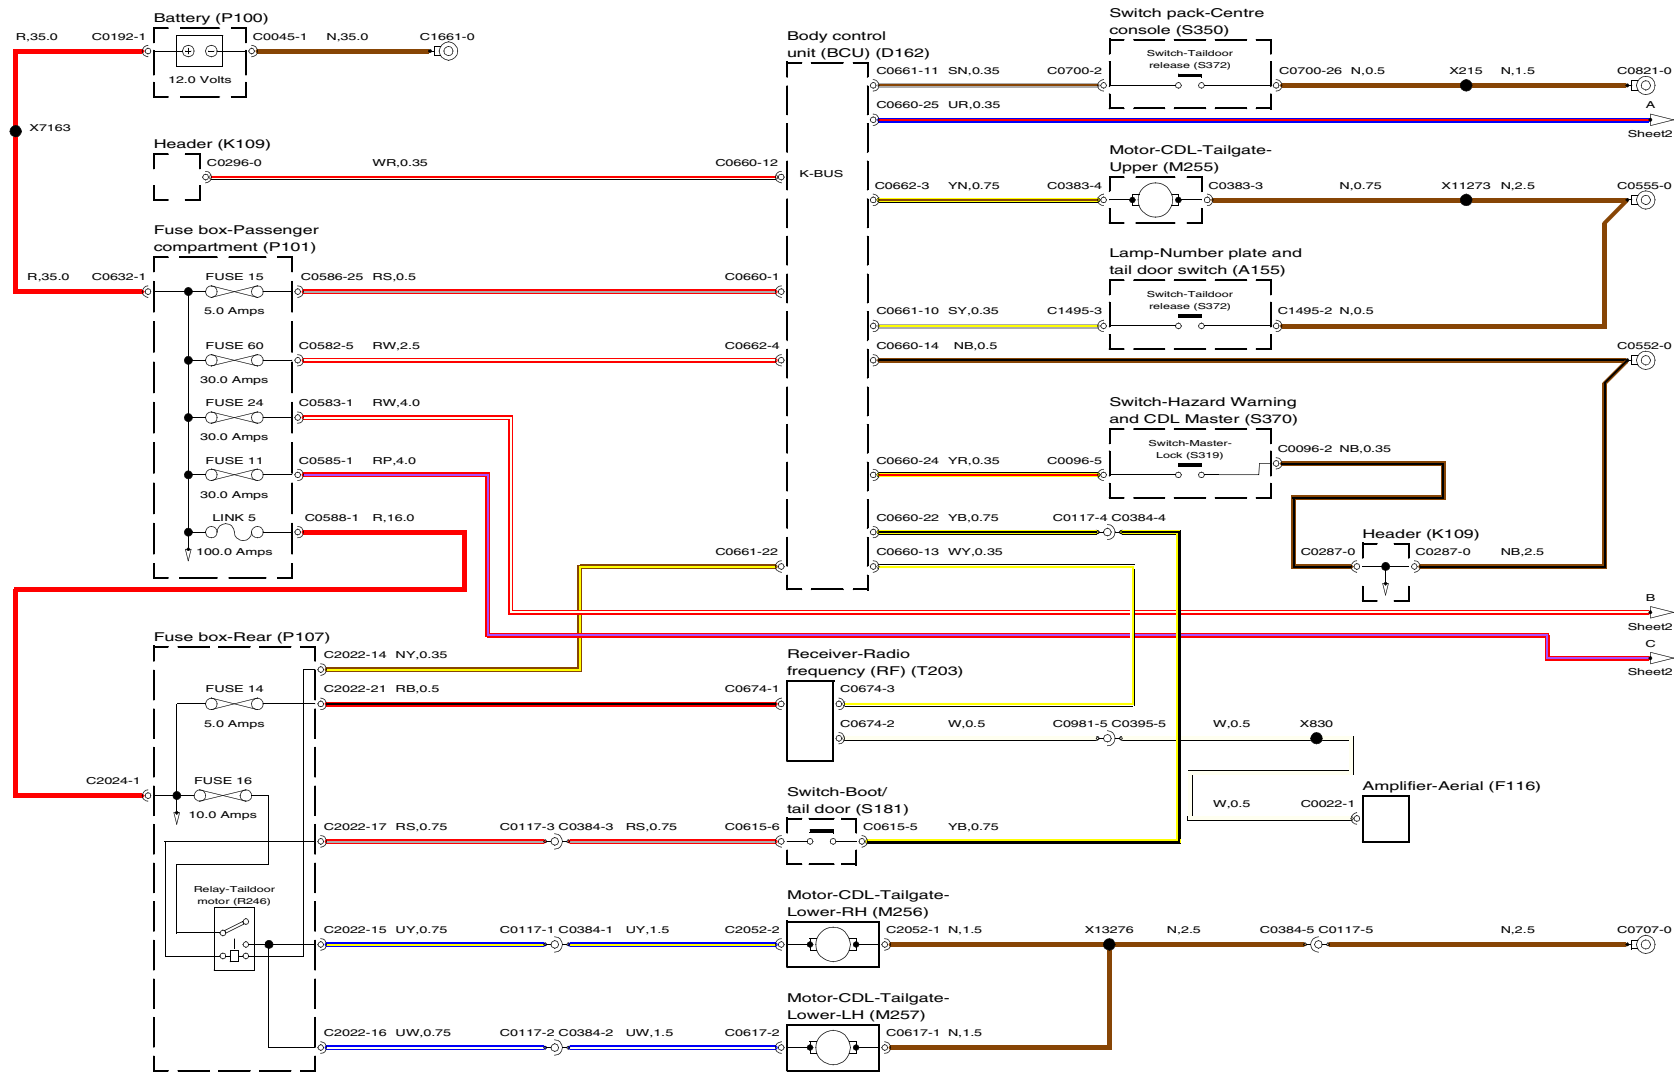 Battery (P100)
R,35.0 C0192-1
C0045-1 N,35.0 C1661-0
12.0 Volts
X7163
Header (K109)
C0296-0 WR,0.35 C0660-12
Fuse box-Passenger
compartment (P101)
R,35.0 C0632-1
FUSE 15
5.0 Amps
C0586-25 RS,0.5 C0660-1
FUSE 60
30.0 Amps
C0582-5 RW,2.5 C0662-4
FUSE 24
30.0 Amps
C0583-1 RW,4.0
FUSE 11
30.0 Amps
C0585-1 RP,4.0
LINK 5
100.0 Amps
C0588-1 R,16.0
C0661-22
Body control
unit (BCU) (D162)
K-BUS
C0661-11 SN,0.35 C0700-2
Switch pack-Centre
console (S350)
Switch-Taildoor
release (S372)
C0700-26 N,0.5 X215 N,1.5 C0821-0
C0660-25 UR,0.35
A
Sheet2
Motor-CDL-Tailgate-
Upper (M255)
C0662-3 YN,0.75 C0383-4
C0383-3 N,0.75 X11273 N,2.5 C0555-0
Lamp-Number plate and
tail door switch (A155)
Switch-Taildoor
release (S372)
C0661-10 SY,0.35 C1495-3
C1495-2 N,0.5
C0660-14 NB,0.5 C0552-0
Switch-Hazard Warning
and CDL Master (S370)
Switch-Master-
Lock (S319)
C0660-24 YR,0.35 C0096-5
C0096-2 NB,0.35
C0660-22 YB,0.75 C0117-4 C0384-4
C0660-13 WY,0.35
Header (K109)
C0287-0 C0287-0 NB,2.5
B
Sheet2
C
Sheet2
Fuse box-Rear (P107)
C2022-14 NY,0.35
FUSE 14
5.0 Amps
C2022-21 RB,0.5 C0674-1
Receiver-Radio
frequency (RF) (T203)
C0674-3
C0674-2 W,0.5 C0981-5 C0395-5 W,0.5 X830
C2024-1
FUSE 16
10.0 Amps
Amplifier-Aerial (F116)
W,0.5 C0022-1
Switch-Boot/
tail door (S181)
C2022-17 RS,0.75 C0117-3 C0384-3 RS,0.75 C0615-6
C0615-5 YB,0.75
Relay-Taildoor
motor (R246)
Motor-CDL-Tailgate-
Lower-RH (M256)
C2022-15 UY,0.75 C0117-1 C0384-1 UY,1.5 C2052-2
C2052-1 N,1.5 X13276 N,2.5 C0384-5 C0117-5 N,2.5 C0707-0
Motor-CDL-Tailgate-
Lower-LH (M257)
C2022-16 UW,0.75 C0117-2 C0384-2 UW,1.5 C0617-2
C0617-1 N,1.5